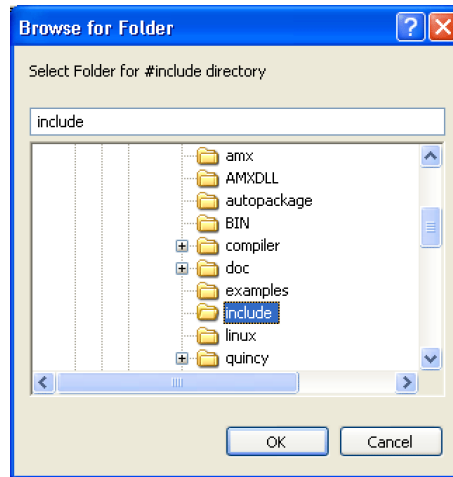 Browse for Folder
Select Folder for #include directory
include
amx
AMXDLL
autopackage
BIN
compiler
doc
examples
include
linux
quincy
OK
Cancel